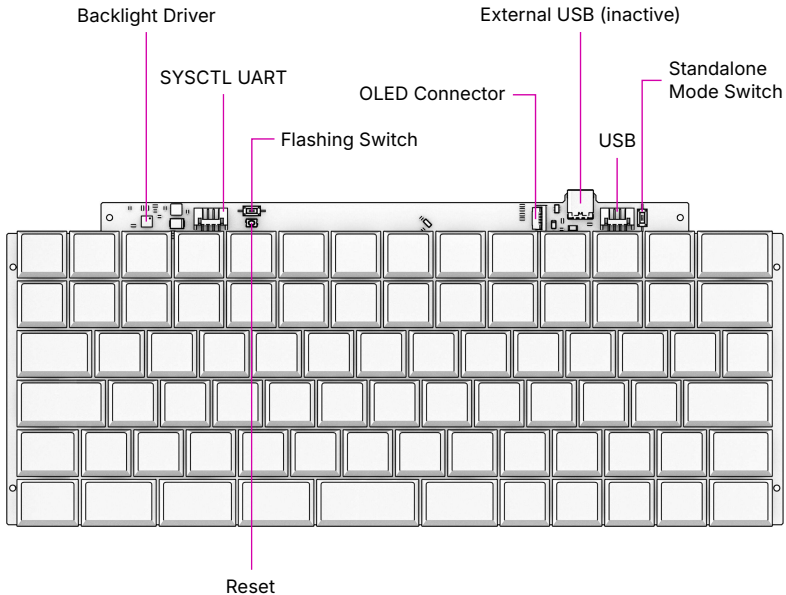 Backlight Driver
External USB (inactive)
SYSCTL UART
OLED Connector
Standalone
Mode Switch
Flashing Switch
USB
Reset